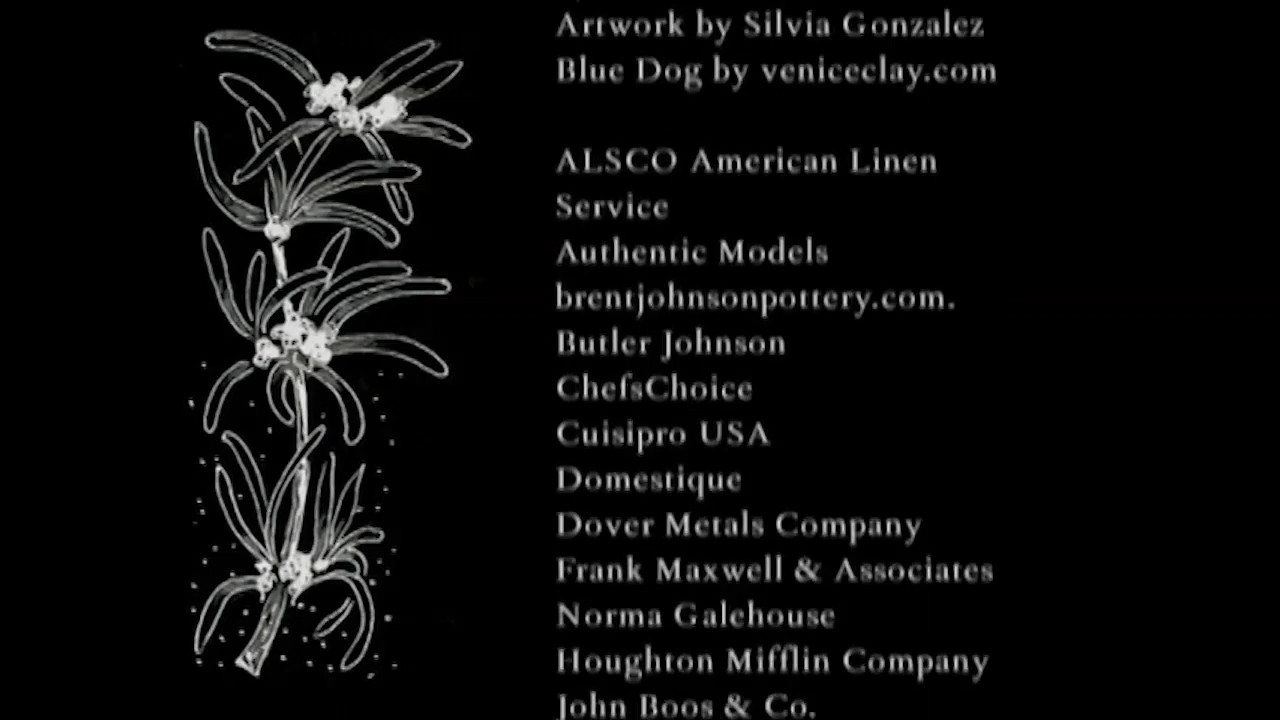 Artwork by Silvia Gonzalez
Blue Dog by veniceclay.com
ALSCO American Linen
Service
Authentic Models
brentjohnsonpottery.com.
Butler Johnson
ChefsChoice
Cuisipro USA
Domestique
Dover Metals Company
Frank Maxwell & Associates
Norma Galehouse
Houghton Mifflin Company
John Boos & Co.